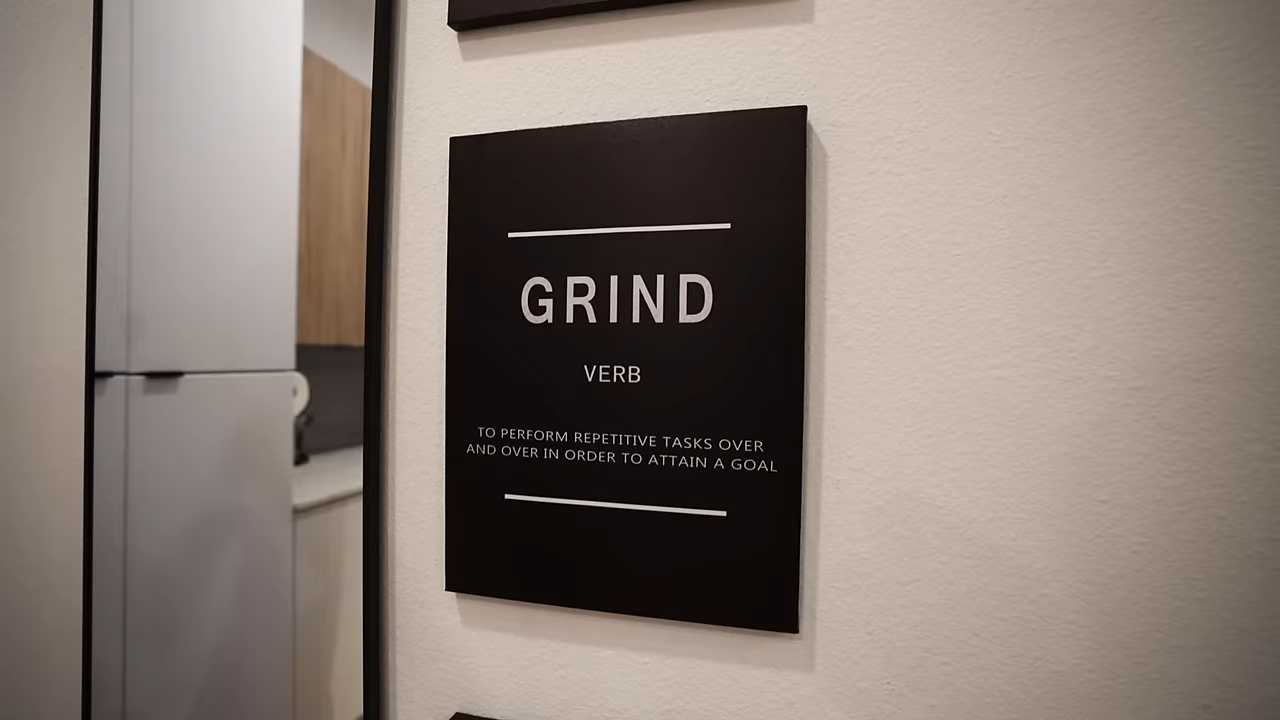 GRIND
VERB
TO PERFORM REPETITIVE TASKS OVER
AND OVER IN ORDER TO ATTAIN A GOAL